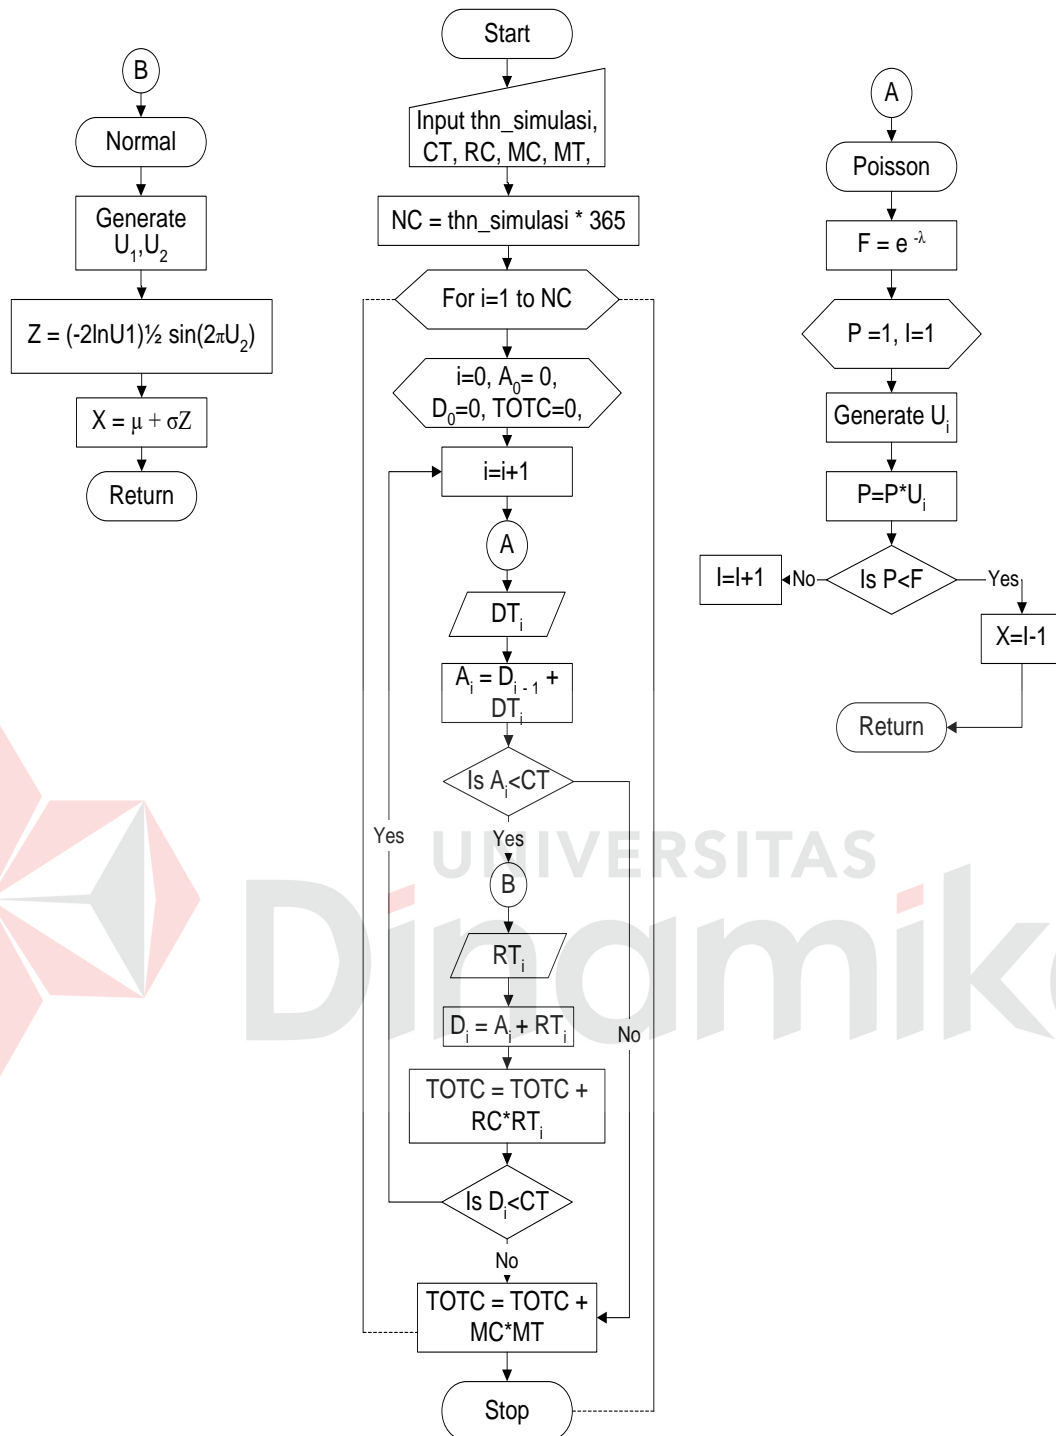 B
Normal
Generate
U₁,U₂
Z = (-2lnU1)½ sin(2πU₂)
X = μ + σZ
Return
Start
Input thn_simulasi,
CT, RC, MC, MT,
NC = thn_simulasi * 365
For i=1 to NC
i=0, A₀= 0,
D₀=0, TOTC=0,
i=i+1
A
DTᵢ
Aᵢ = Dᵢ ₋ ₁ +
DTᵢ
Is Aᵢ<CT
Yes
Yes
B
RTᵢ
Dᵢ = Aᵢ + RTᵢ
No
TOTC = TOTC +
RC*RTᵢ
Is Dᵢ<CT
No
TOTC = TOTC +
MC*MT
Stop
A
Poisson
F = e ⁻λ
P =1, I=1
Generate Uᵢ
P=P*Uᵢ
Is P<F
No
I=I+1
Yes
X=I-1
Return
UNIVERSITAS
Dinamika